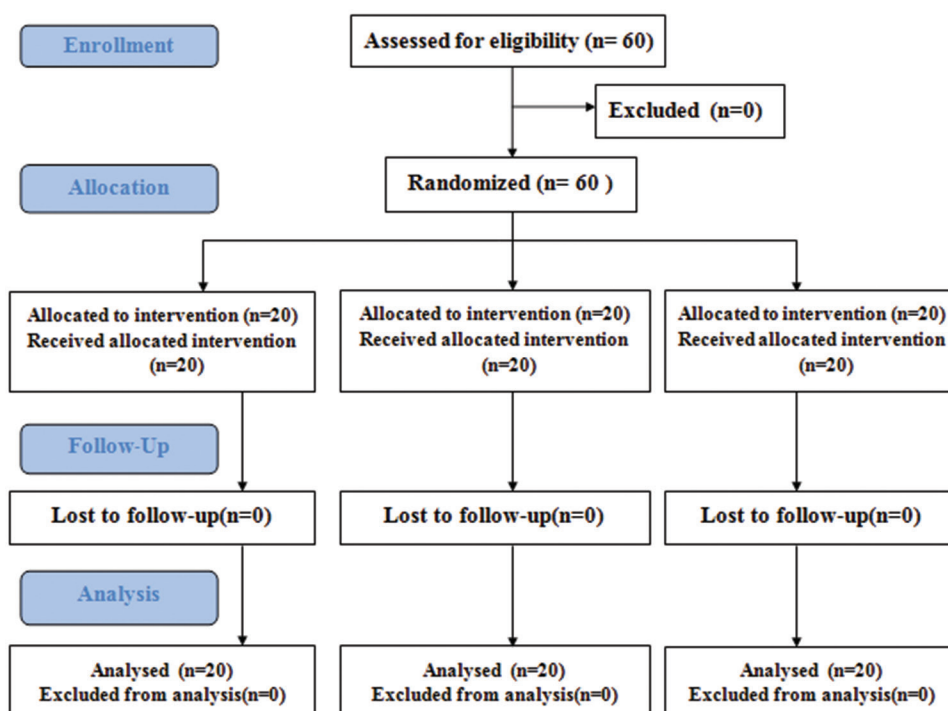 Enrollment
Assessed for eligibility (n= 60)
Excluded (n=0)
Allocation
Randomized (n= 60 )
Allocated to intervention (n=20)
Received allocated intervention
(n=20)
Allocated to intervention (n=20)
Received allocated intervention
(n=20)
Allocated to intervention (n=20)
Received allocated intervention
(n=20)
Follow-Up
Lost to follow-up(n=0)
Lost to follow-up(n=0)
Lost to follow-up(n=0)
Analysis
Analysed (n=20)
Excluded from analysis(n=0)
Analysed (n=20)
Excluded from analysis(n=0)
Analysed (n=20)
Excluded from analysis(n=0)